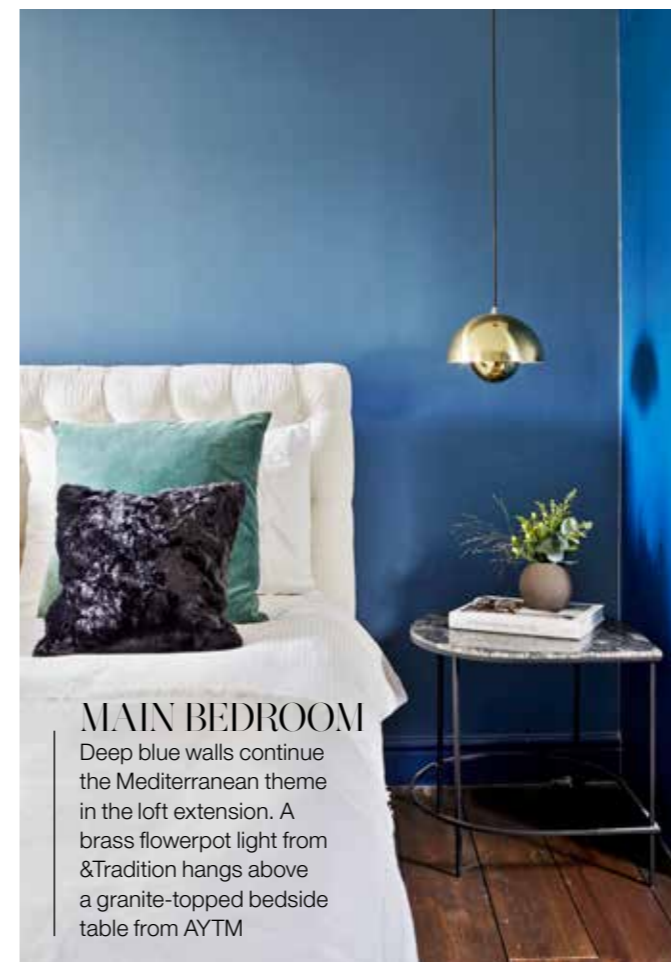 MAIN BEDROOM
Deep blue walls continue
the Mediterranean theme
in the loft extension. A
brass flowerpot light from
&Tradition hangs above
a granite-topped bedside
table from AYTM